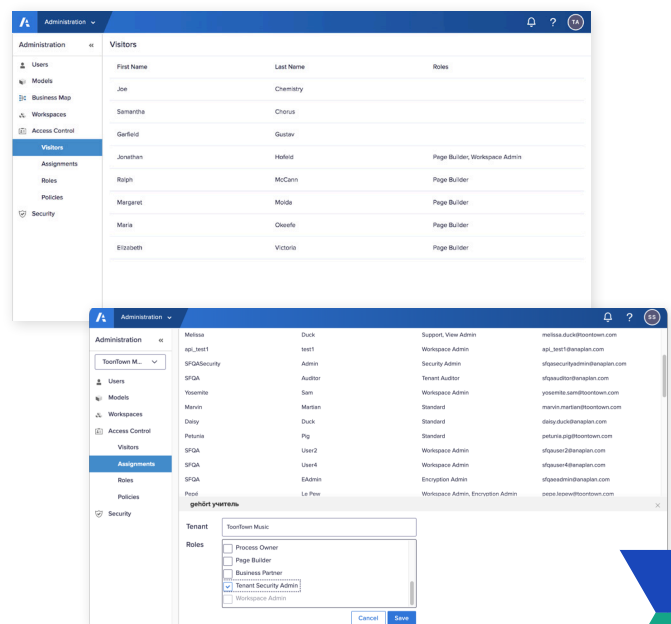 Administration
TA
Administration «
Visitors
Users
Models
Business Map
Workspaces
Access Control
Visitors
Assignments
Roles
Policies
Security
First Name Last Name Roles
Joe Chemistry
Samantha Chorus
Garfield Gustav
Jonathan Hofeld Page Builder, Workspace Admin
Ralph McCann Page Builder
Margaret Molda Page Builder
Maria Okeefe Page Builder
Elizabeth Victoria Page Builder
Administration
? SS
Administration «
ToonTown M...
Users
Models
Workspaces
Access Control
Visitors
Assignments
Roles
Policies
Security
Melissa Duck Support, View Admin melissa.duck@toontown.com
api_test1 test1 Workspace Admin api_test1@anaplan.com
SFQASecurity Admin Security Admin sfqasecurityadmin@anaplan.com
SFQA Auditor Tenant Auditor sfqaauditor@anaplan.com
Yosemite Sam Workspace Admin yosemite.sam@toontown.com
Marvin Martian Standard marvin.martian@toontown.com
Daisy Duck Standard daisy.duck@anaplan.com
Petunia Pig Standard petunia.pig@toontown.com
SFQA User2 Workspace Admin sfqauser2@anaplan.com
SFQA User4 Workspace Admin sfqauser4@anaplan.com
SFQA EAdmin Encryption Admin sfqaeadmin@anaplan.com
Pepé Le Pew Workspace Admin, Encryption Admin pepe.lepew@toontown.com
gehört учитель
Tenant ToonTown Music
Roles
Process Owner
Page Builder
Business Partner
Tenant Security Admin
Workspace Admin
Cancel Save